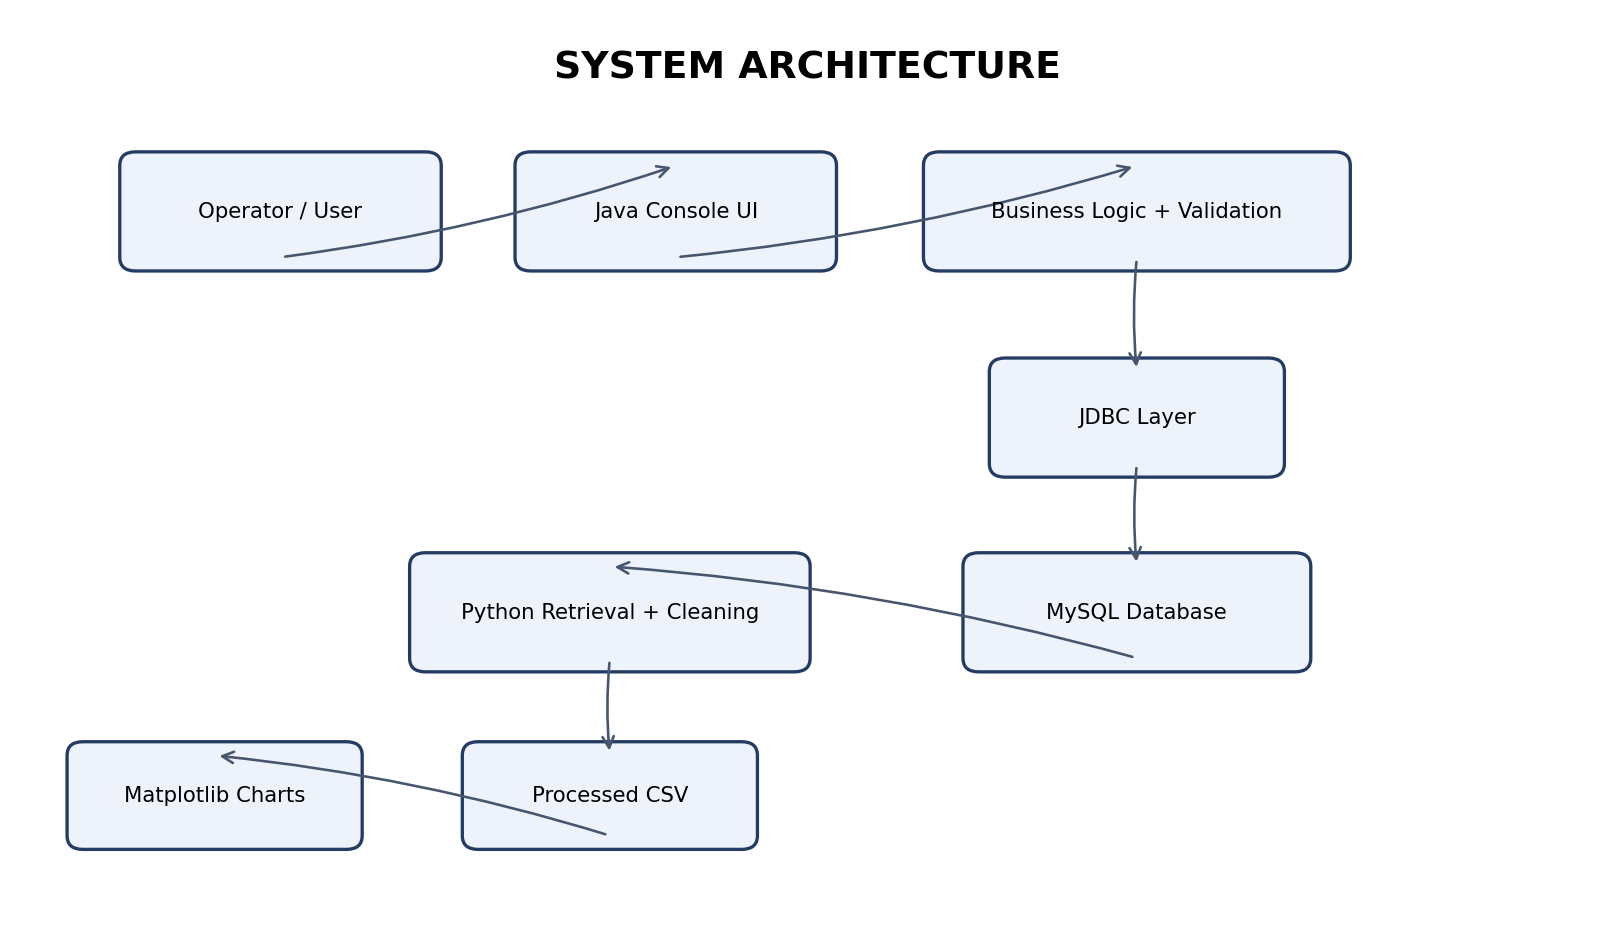 SYSTEM ARCHITECTURE
Operator / User
Java Console UI
Business Logic + Validation
JDBC Layer
Python Retrieval + Cleaning
MySQL Database
Matplotlib Charts
Processed CSV